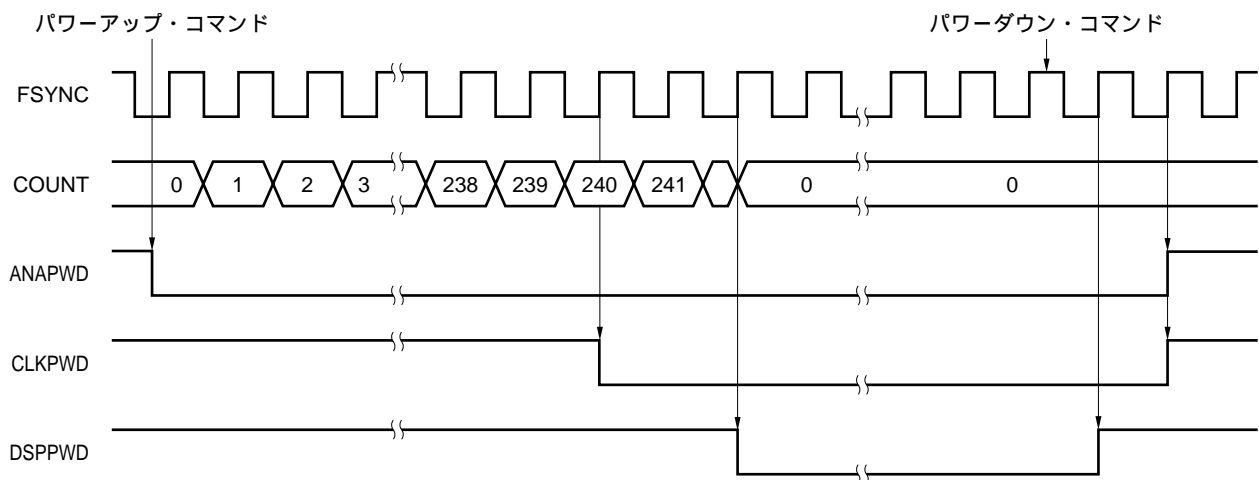 パワーアップ・コマンド パワーダウン・コマンド
FSYNC
COUNT 0 1 2 3 238 239 240 241 0 0
ANAPWD
CLKPWD
DSPPWD